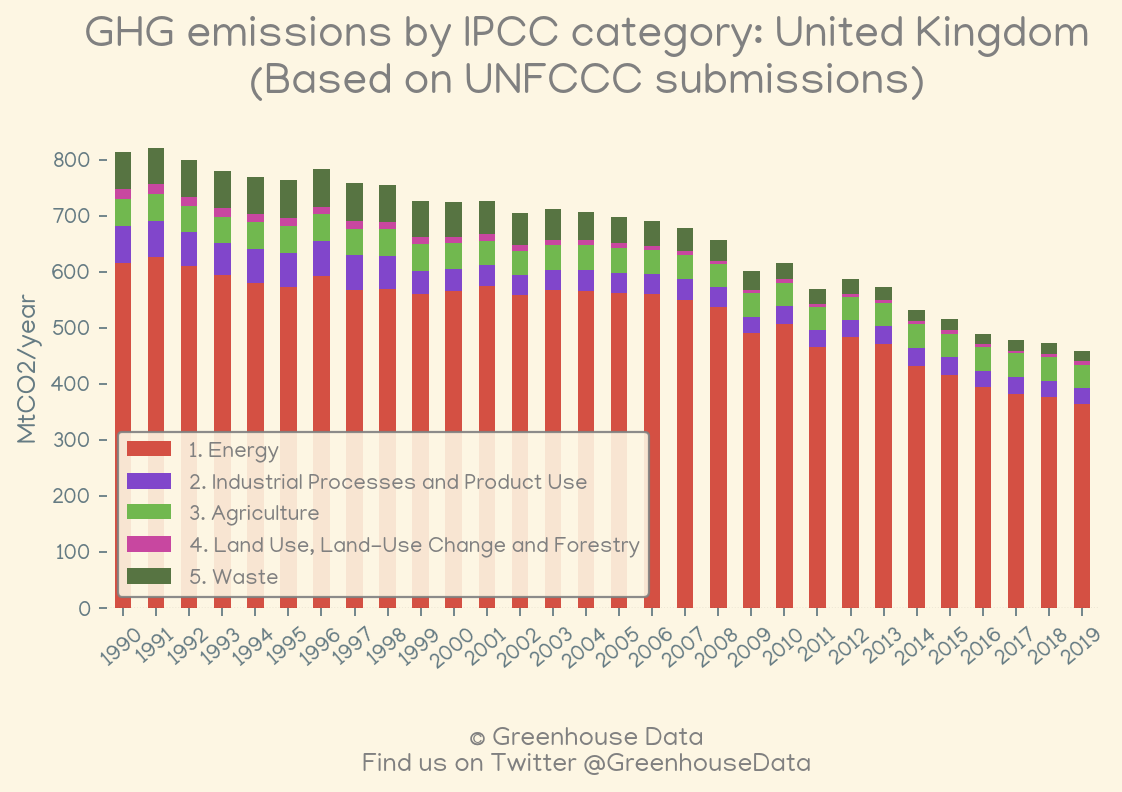 GHG emissions by IPCC category: United Kingdom
(Based on UNFCCC submissions)
MtCO2/year
800
700
600
500
400
300
200
100
0
1. Energy
2. Industrial Processes and Product Use
3. Agriculture
4. Land Use, Land-Use Change and Forestry
5. Waste
1990 1991 1992 1993 1994 1995 1996 1997 1998 1999 2000 2001 2002 2003 2004 2005 2006 2007 2008 2009 2010 2011 2012 2013 2014 2015 2016 2017 2018 2019
© Greenhouse Data
Find us on Twitter @GreenhouseData